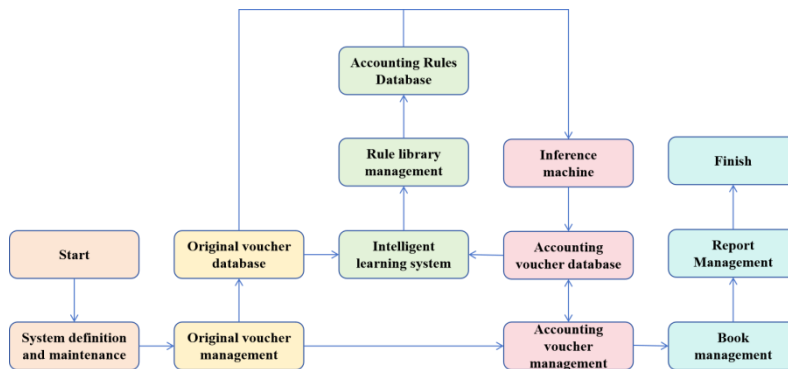 Accounting Rules
Database
Rule library
management
Inference
machine
Finish
Start
Original voucher
database
Intelligent
learning system
Accounting
voucher database
Report
Management
System definition
and maintenance
Original voucher
management
Accounting
voucher
management
Book
management